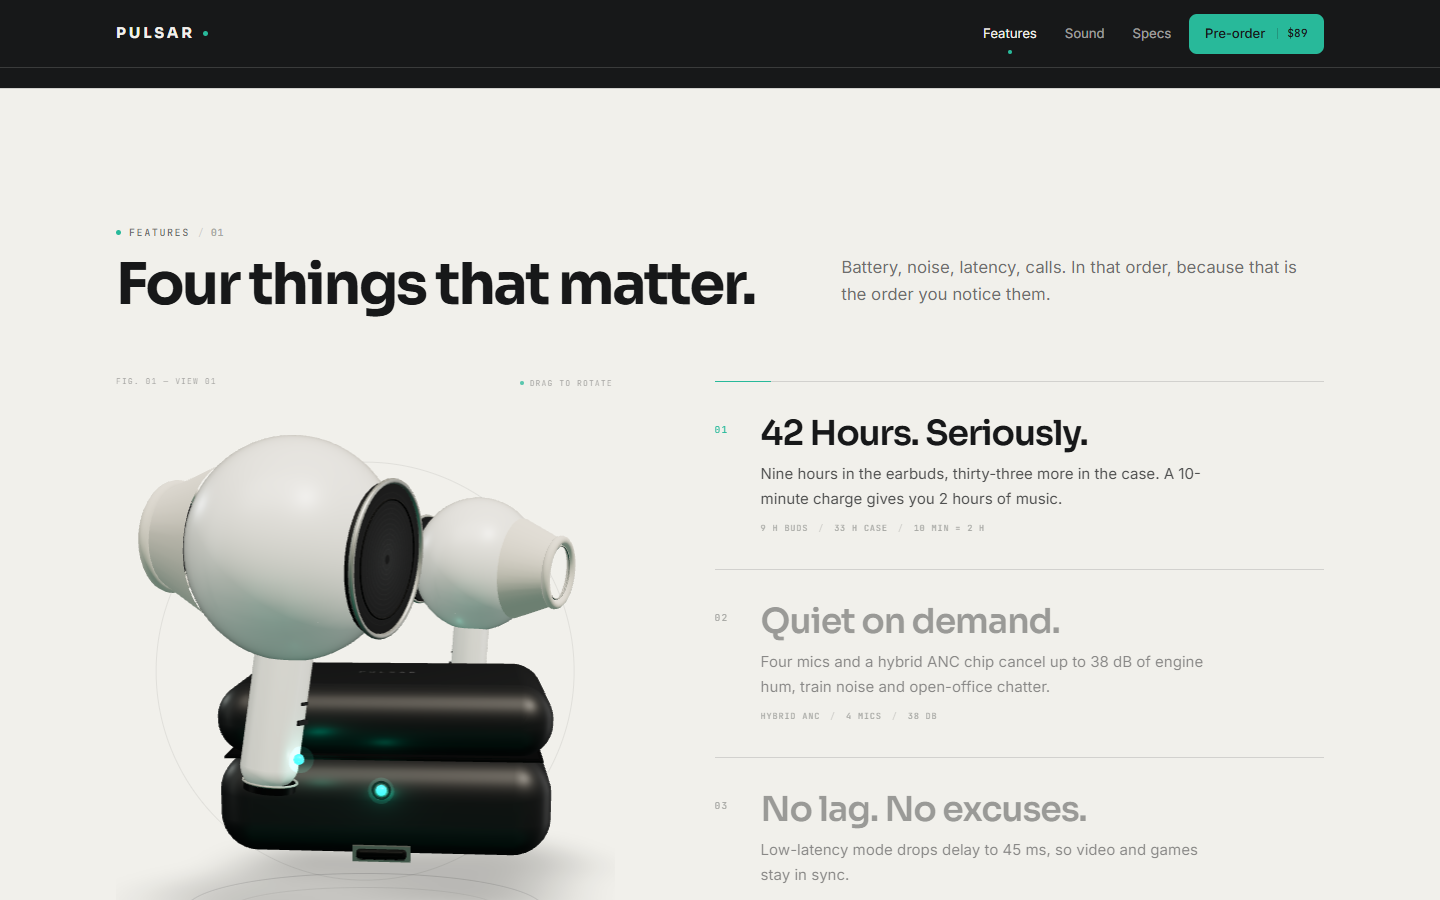 PULSAR
Features
Sound
Specs
Pre-order | $89
FEATURES / 01
Four things that matter.
Battery, noise, latency, calls. In that order, because that is
the order you notice them.
FIG. 01 — VIEW 01
DRAG TO ROTATE
01
42 Hours. Seriously.
Nine hours in the earbuds, thirty-three more in the case. A 10-
minute charge gives you 2 hours of music.
9 H BUDS / 33 H CASE / 10 MIN = 2 H
02
Quiet on demand.
Four mics and a hybrid ANC chip cancel up to 38 dB of engine
hum, train noise and open-office chatter.
HYBRID ANC / 4 MICS / 38 DB
03
No lag. No excuses.
Low-latency mode drops delay to 45 ms, so video and games
stay in sync.